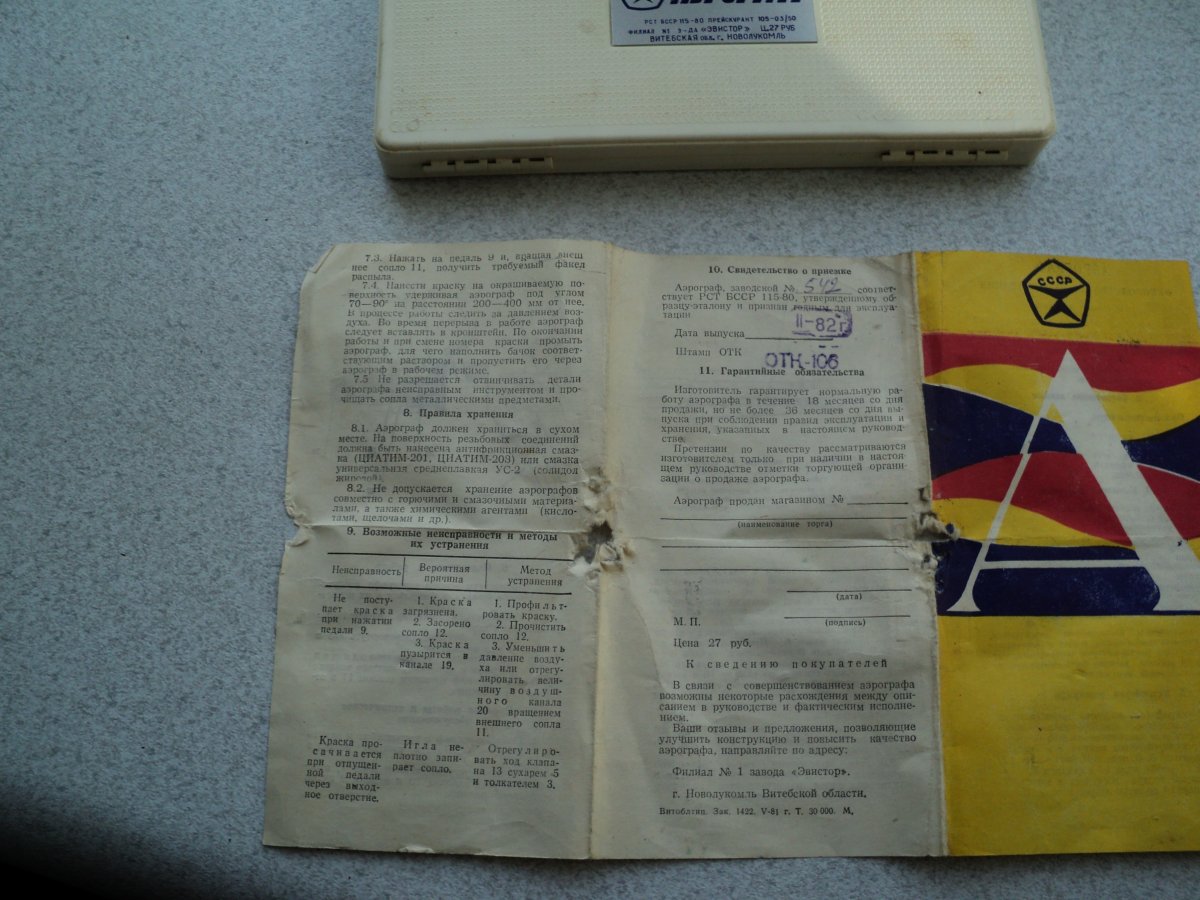 РСТ БССР 115-80 ПРЕЙСКУРАНТ 105-03/50
ФИЛИАЛ №1 З-ДА «ЭВИСТОР» Ц.27 РУБ
ВИТЕБСКАЯ ОБЛ. Г. НОВОЛУКОМЛЬ
7.3. Нажать на педаль 9 и, вращая внеш
нее сопло 11, получить требуемый факел
распыла.
7.4. Нанести краску на окрашиваемую по-
верхность удерживая аэрограф под углом
70—90° на расстоянии 200—400 мм от нее.
В процессе работы следить за давлением воз-
духа. Во время перерыва в работе аэрограф
следует вставлять в кронштейн. По окончании
работы и при смене номера краски промыть
аэрограф, для чего наполнить бачок соответ-
ствующим раствором и пропустить его через
аэрограф в рабочем режиме.
7.5 Не разрешается отвинчивать детали
аэрографа неисправным инструментом и про-
чищать сопла металлическими предметами.
8. Правила хранения
8.1. Аэрограф должен храниться в сухом
месте. На поверхность резьбовых соединений
должна быть нанесена антифрикционная смаз-
ка (ЦИАТИМ-201, ЦИАТИМ-203) или смазка
универсальная среднеплавкая УС-2 (солидол
жировой).
8.2. Не допускается хранение аэрографов
совместно с горючими и смазочными материа-
лами, а также химическими агентами (кисло-
тами, щелочами и др.).
9. Возможные неисправности и методы
их устранения
Неисправность Вероятная причина Метод устранения
Не посту-
пает краска
при нажатии
педали 9.
1. Краска
загрязнена.
2. Засорено
сопло 12.
3. Краска
пузырится в
канале 19.
1. Профильт-
ровать краску.
2. Прочистить
сопло 12.
3. Уменьшить
давление возду-
ха или отрегу-
лировать вели-
чину воздуш-
ного канала
20 вращением
внешнего сопла
11.
Краска про-
сачивается
при отпущен-
ной педали
через выход-
ное отверстие.
Игла не-
плотно запи-
рает сопло.
Отрегулиро-
вать ход клапа-
на 13 сухарем 5
и толкателем 3.
10. Свидетельство о приемке
Аэрограф, заводской № 542 соответ-
ствует РСТ БССР 115-80, утвержденному об-
разцу-эталону и признан годным для эксплуа-
тации
Дата выпуска II-82г
Штамп ОТК ОТК-106
11. Гарантийные обязательства
Изготовитель гарантирует нормальную ра-
боту аэрографа в течение 18 месяцев со дня
продажи, но не более 36 месяцев со дня вы-
пуска при соблюдении правил эксплуатации и
хранения, указанных в настоящем руковод-
стве.
Претензии по качеству рассматриваются
изготовителем только при наличии в настоя-
щем руководстве отметки торгующей органи-
зации о продаже аэрографа.
Аэрограф продан магазином №
(наименование торга)
(дата)
М. П.
(подпись)
Цена 27 руб.
К сведению покупателей
В связи с совершенствованием аэрографа
возможны некоторые расхождения между опи-
санием в руководстве и фактическим исполне-
нием.
Ваши отзывы и предложения, позволяющие
улучшить конструкцию и повысить качество
аэрографа, направляйте по адресу:
Филиал № 1 завода «Эвистор».
г. Новолукомль Витебской области.
Витоблтип. Зак. 1422. V-81 г. Т. 30 000. М.
СССР
А